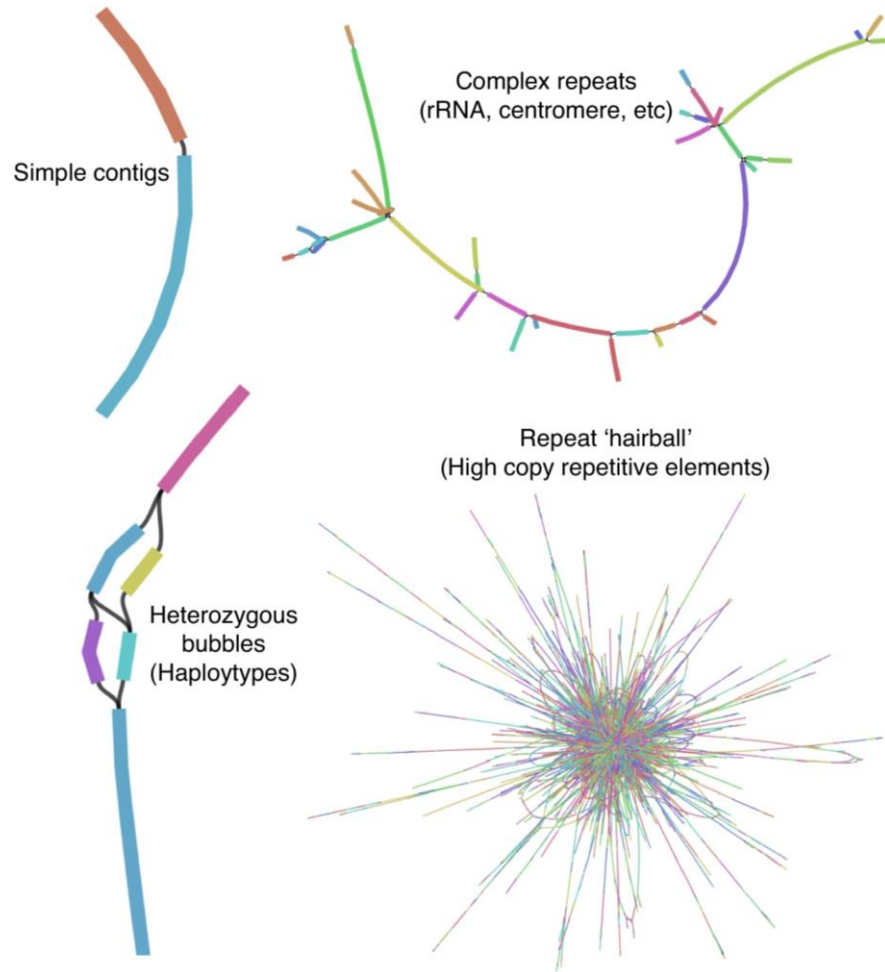 Simple contigs
Complex repeats
(rRNA, centromere, etc)
Repeat ‘hairball’
(High copy repetitive elements)
Heterozygous
bubbles
(Haploytypes)